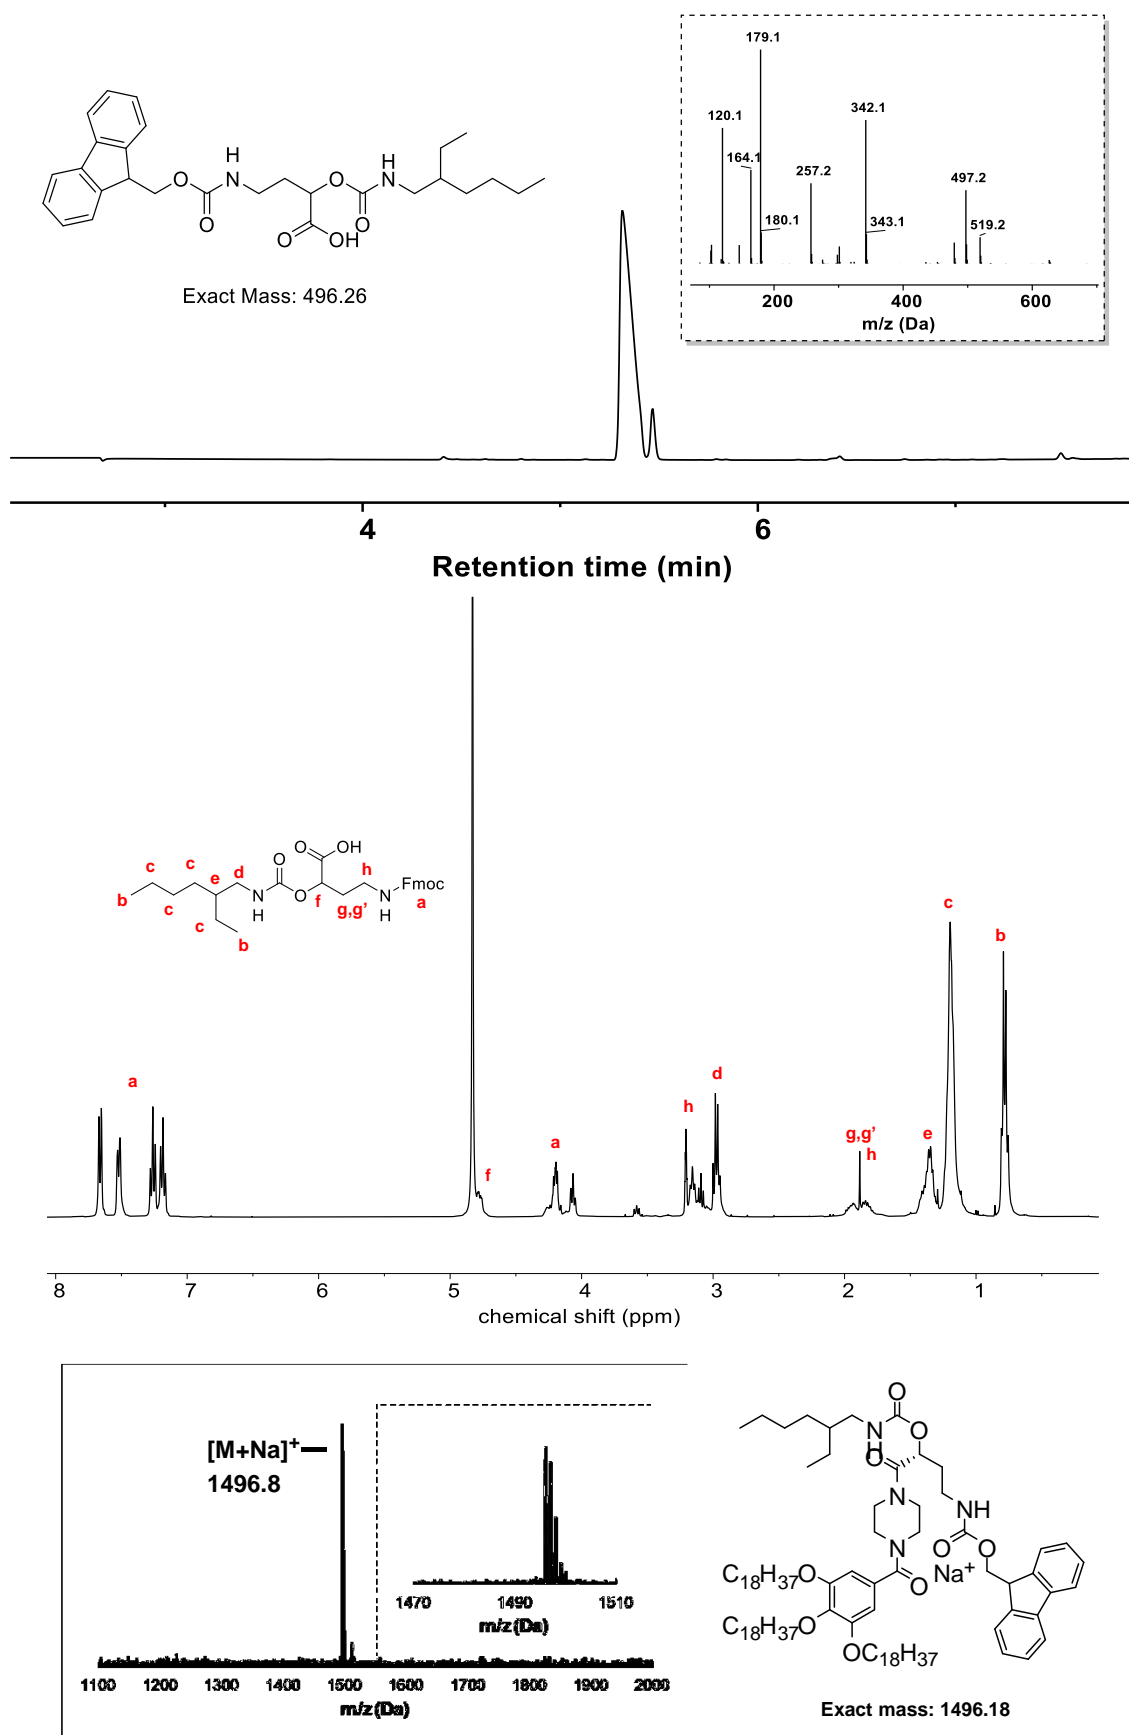 179.1
120.1
342.1
164.1
257.2
497.2
180.1
343.1
519.2
200 400 600
m/z (Da)
H
N
O
O
O
H
N
O
O
OH
Exact Mass: 496.26
4 6
Retention time (min)
O
OH
c c e d O h
N
H
O
N
H
Fmoc
b c f g,g' a
c
b
a
f
a
h
d
g,g'
h
e
c
b
8 7 6 5 4 3 2 1
chemical shift (ppm)
[M+Na]+
1496.8
1470 1490 1510
m/z (Da)
1100 1200 1300 1400 1500 1600 1700 1800 1900 2000
m/z (Da)
O
N
H
O
O
N
NH
N
O
O
O
Na+
C18H37O
C18H37O
OC18H37
Exact mass: 1496.18